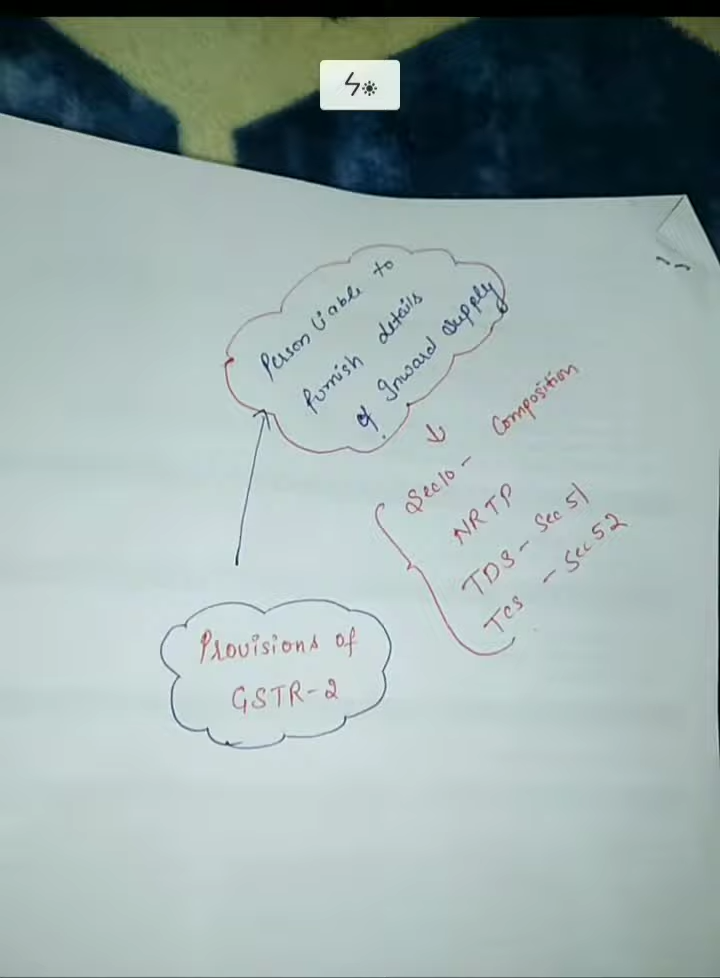 Person liable to
furnish details
of Inward supply
↓
Sec10 - Composition
NRTP
TDS - Sec 51
TCS - Sec 52
Provisions of
GSTR-2